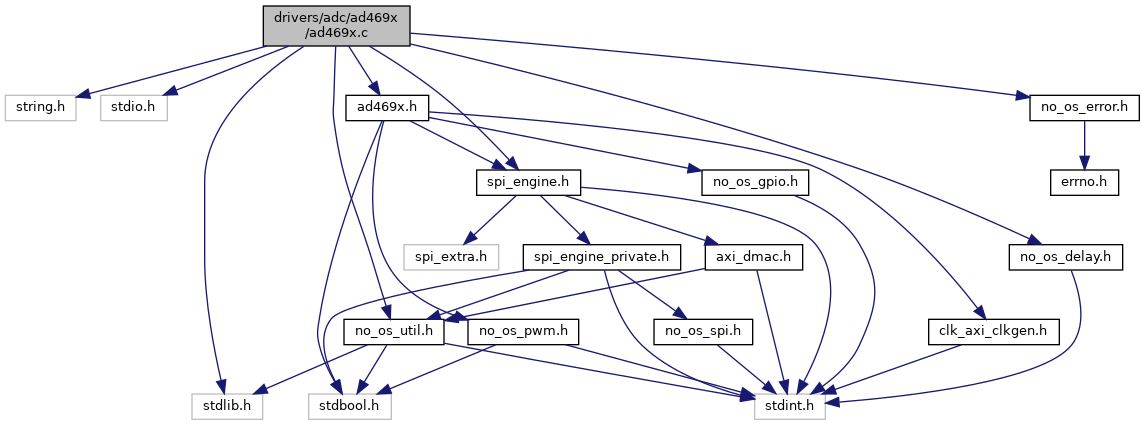 drivers/adc/ad469x
/ad469x.c
string.h
stdio.h
ad469x.h
no_os_error.h
spi_engine.h
no_os_gpio.h
errno.h
spi_extra.h
spi_engine_private.h
axi_dmac.h
no_os_delay.h
no_os_util.h
no_os_pwm.h
no_os_spi.h
clk_axi_clkgen.h
stdlib.h
stdbool.h
stdint.h